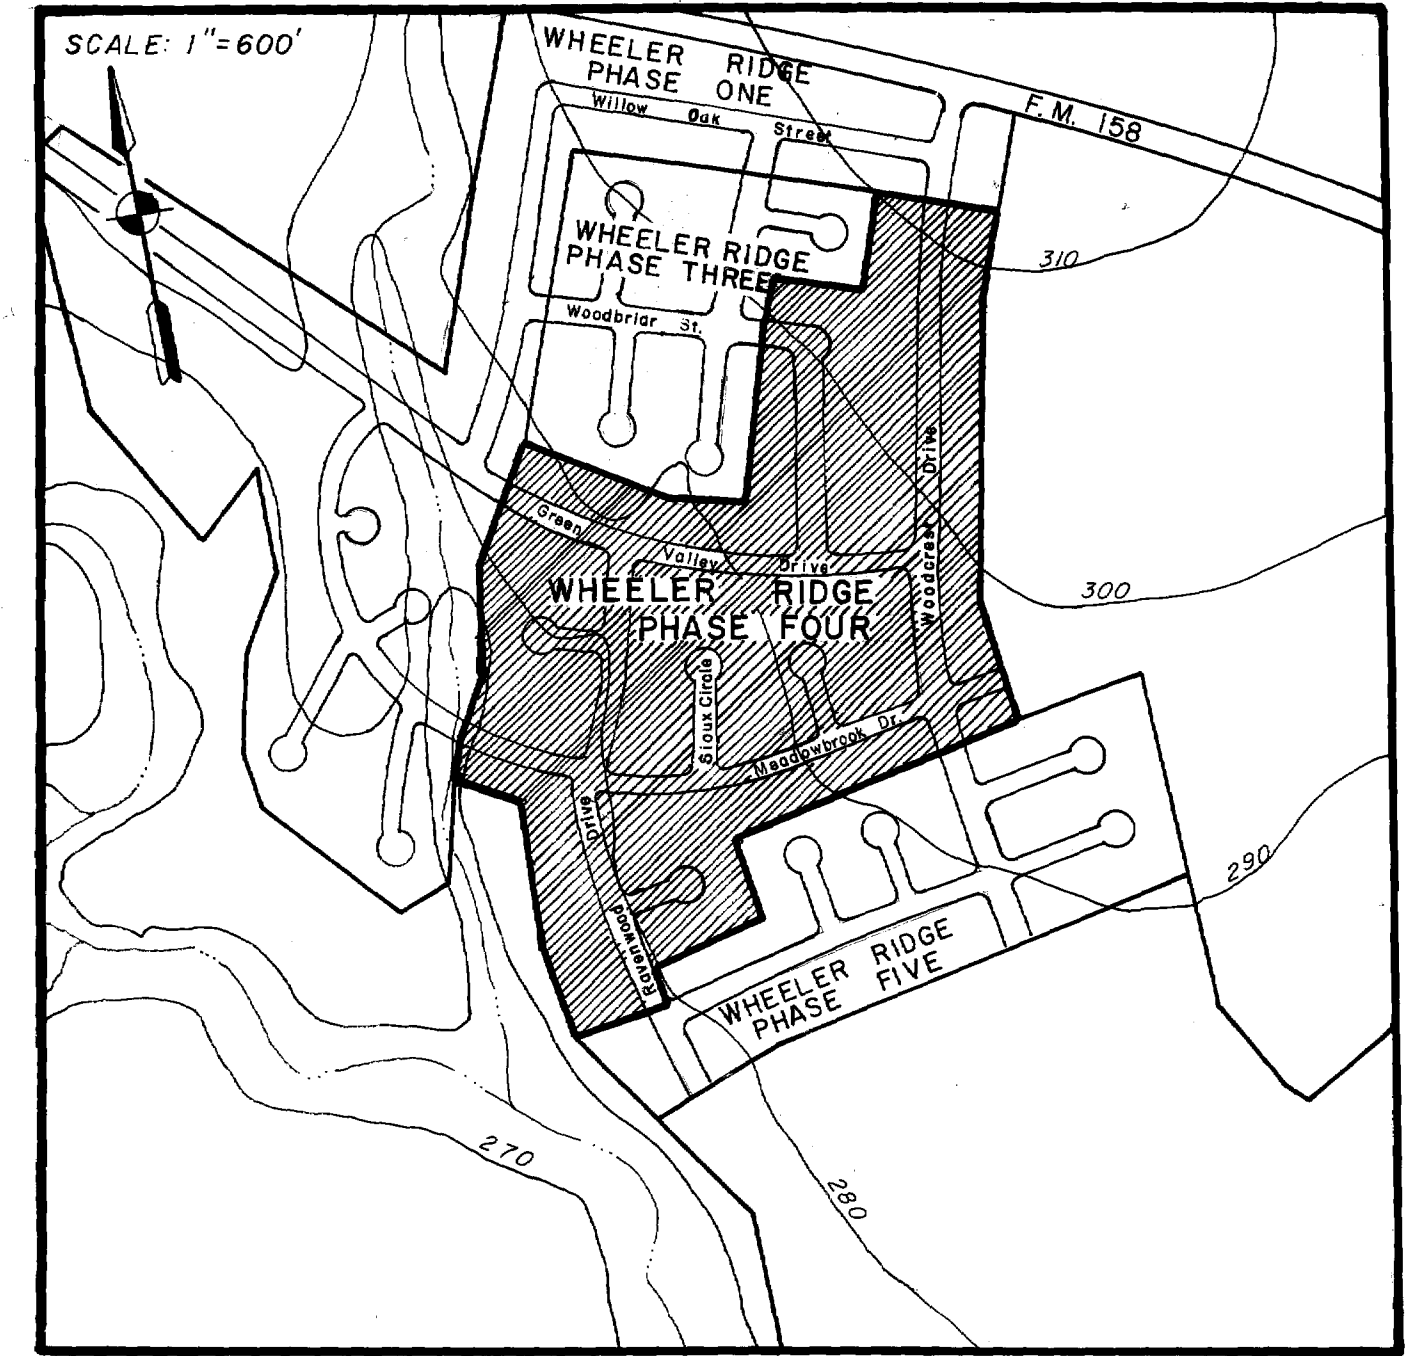 SCALE: 1"=600'
WHEELER RIDGE
PHASE ONE
F.M. 158
Willow Oak Street
WHEELER RIDGE
PHASE THREE
310
Woodbriar St.
Woodcrest Drive
Green Valley Drive
WHEELER RIDGE
PHASE FOUR
300
Sioux Circle
Meadowbrook Dr.
Ravenwood Drive
290
WHEELER RIDGE
PHASE FIVE
270
280